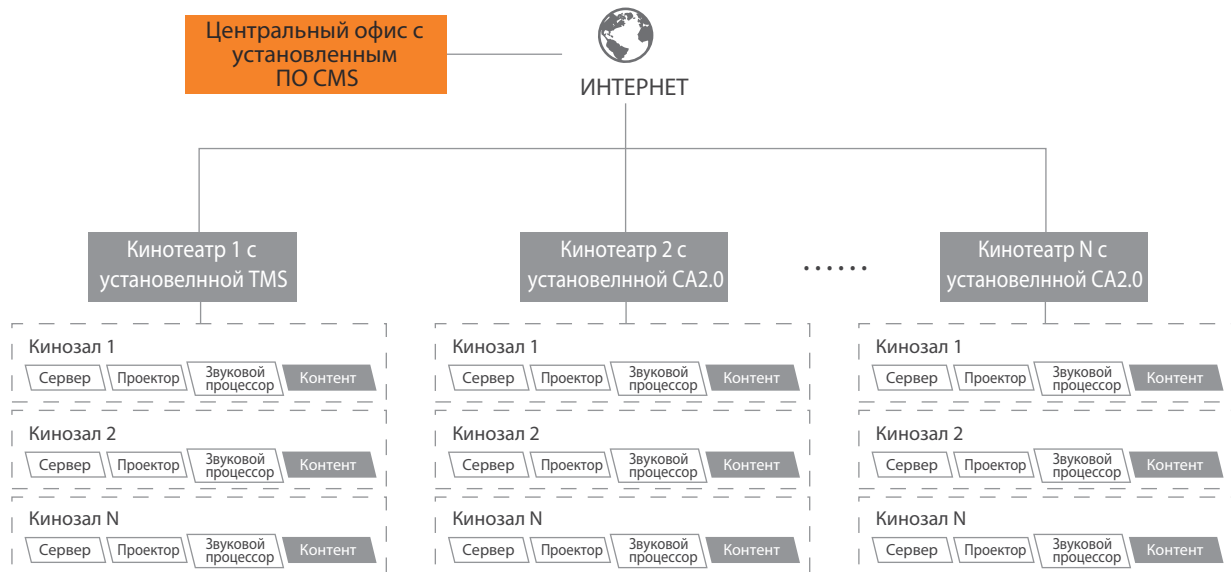 Центральный офис с
установленным
ПО CMS
ИНТЕРНЕТ
Кинотеатр 1 с
установелнной TMS
Кинотеатр 2 с
установелнной CA2.0
......
Кинотеатр N с
установелнной CA2.0
Кинозал 1
Сервер
Проектор
Звуковой
процессор
Контент
Кинозал 2
Сервер
Проектор
Звуковой
процессор
Контент
Кинозал N
Сервер
Проектор
Звуковой
процессор
Контент
Кинозал 1
Сервер
Проектор
Звуковой
процессор
Контент
Кинозал 2
Сервер
Проектор
Звуковой
процессор
Контент
Кинозал N
Сервер
Проектор
Звуковой
процессор
Контент
Кинозал 1
Сервер
Проектор
Звуковой
процессор
Контент
Кинозал 2
Сервер
Проектор
Звуковой
процессор
Контент
Кинозал N
Сервер
Проектор
Звуковой
процессор
Контент